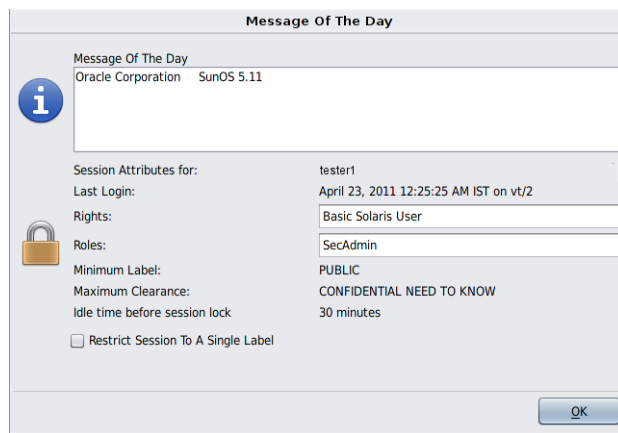 Message Of The Day
Message Of The Day
Oracle Corporation SunOS 5.11
Session Attributes for: tester1
Last Login: April 23, 2011 12:25:25 AM IST on vt/2
Rights: Basic Solaris User
Roles: SecAdmin
Minimum Label: PUBLIC
Maximum Clearance: CONFIDENTIAL NEED TO KNOW
Idle time before session lock 30 minutes
Restrict Session To A Single Label
OK